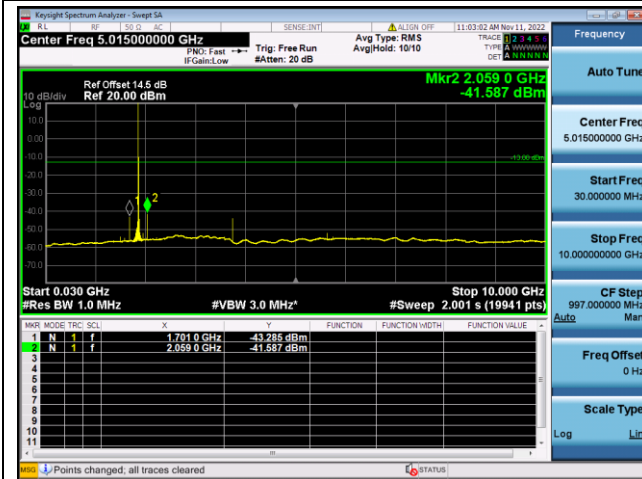 Keysight Spectrum Analyzer - Swept SA
RL RF 50 Ω AC SENSE:INT ALIGN OFF 11:03:02 AM Nov 11, 2022
Center Freq 5.015000000 GHz
PNO: Fast
IFGain:Low
Trig: Free Run
#Atten: 20 dB
Avg Type: RMS
Avg|Hold: 10/10
TRACE 1 2 3 4 5 6
TYPE A WWWWW
DET A N N N N N
Ref Offset 14.5 dB
Ref 20.00 dBm
10 dB/div
Log
Mkr2 2.059 0 GHz
-41.587 dBm
10.0
0.00
-10.0
-20.0
-30.0
-40.0
-50.0
-60.0
-70.0
-13.00 dBm
1
2
Start 0.030 GHz
Stop 10.000 GHz
#Res BW 1.0 MHz
#VBW 3.0 MHz*
#Sweep 2.001 s (19941 pts)
MKR MODE TRC SCL X Y FUNCTION FUNCTION WIDTH FUNCTION VALUE
1 N 1 f 1.701 0 GHz -43.285 dBm
2 N 1 f 2.059 0 GHz -41.587 dBm
3
4
5
6
7
8
9
10
11
MSG Points changed; all traces cleared STATUS
Frequency
Auto Tune
Center Freq
5.015000000 GHz
Start Freq
30.000000 MHz
Stop Freq
10.000000000 GHz
CF Step
997.000000 MHz
Auto Man
Freq Offset
0 Hz
Scale Type
Log Lin